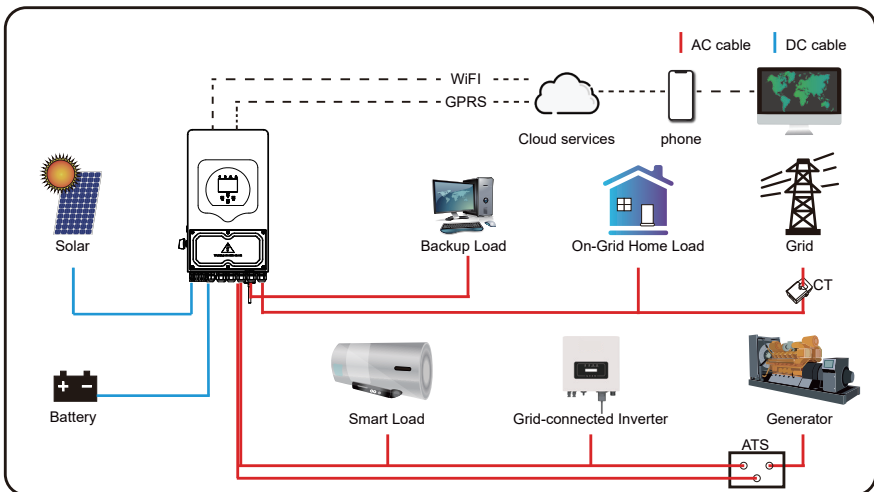 AC cable
DC cable
WiFI
GPRS
Cloud services
phone
Solar
Backup Load
On-Grid Home Load
Grid
CT
Battery
Smart Load
Grid-connected Inverter
Generator
ATS